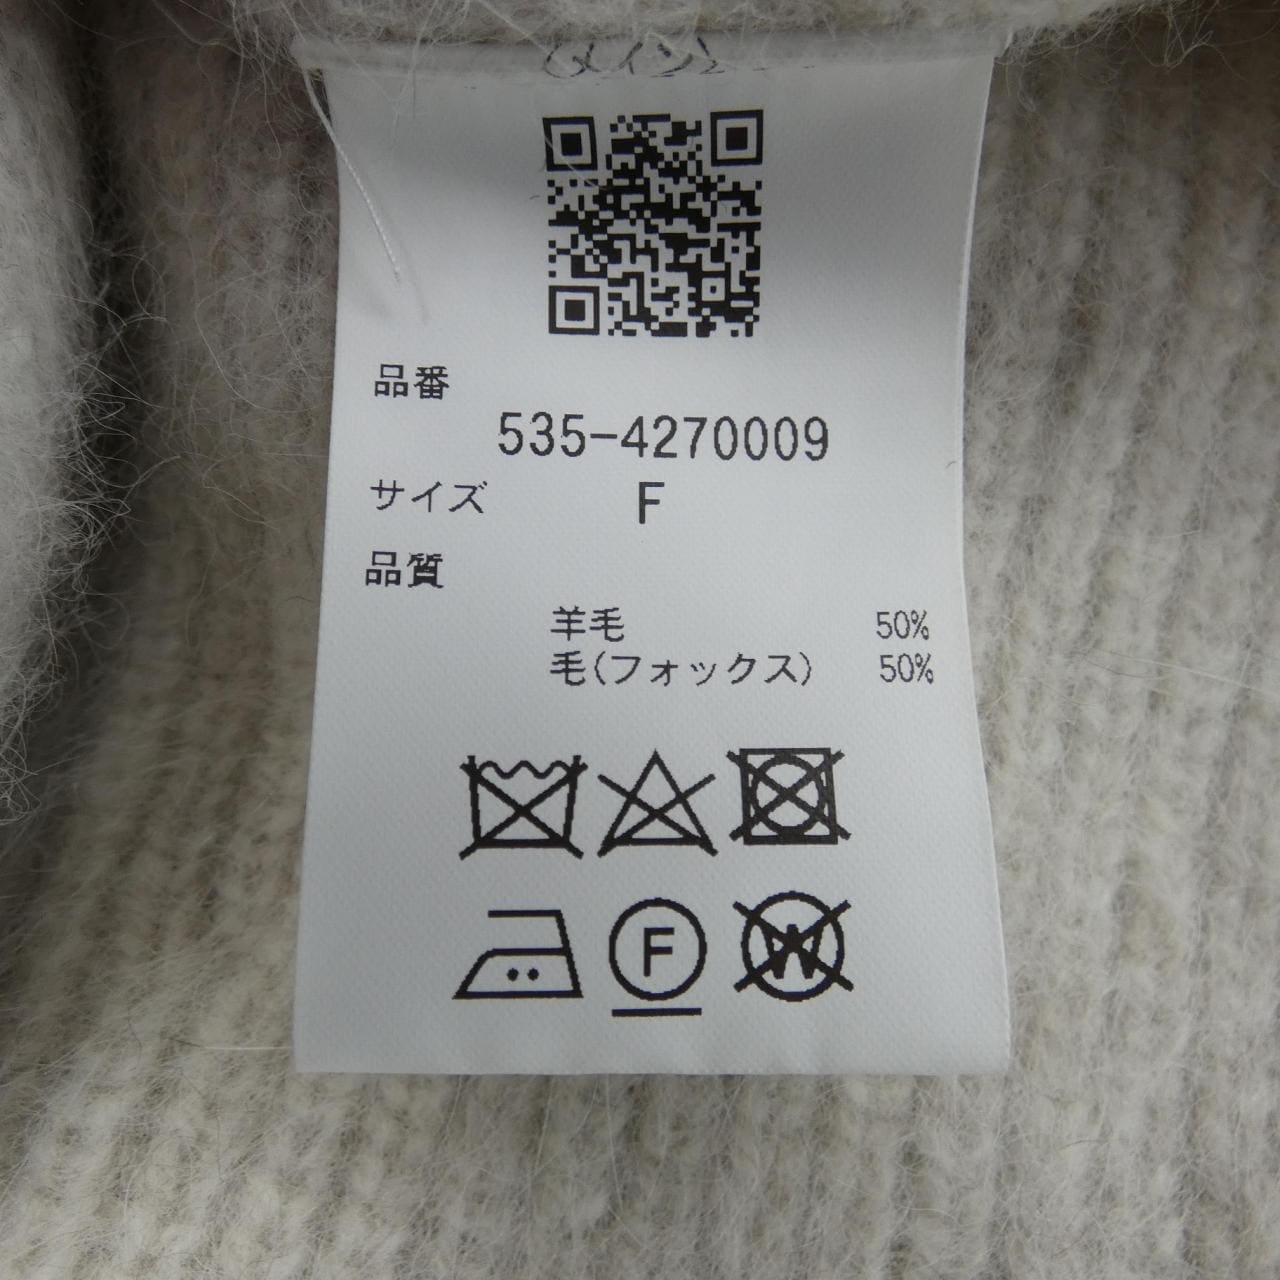 品番
535-4270009
サイズ F
品質
羊毛 50%
毛(フォックス) 50%
F
W